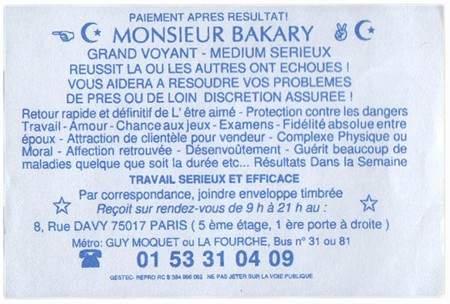 PAIEMENT APRES RESULTAT!
MONSIEUR BAKARY
GRAND VOYANT - MEDIUM SERIEUX
REUSSIT LA OU LES AUTRES ONT ECHOUES !
VOUS AIDERA A RESOUDRE VOS PROBLEMES
DE PRES OU DE LOIN DISCRETION ASSUREE !
Retour rapide et définitif de L' être aimé - Protection contre les dangers
Travail - Amour - Chance aux jeux - Examens - Fidélité absolue entre
époux - Attraction de clientèle pour vendeur - Complexe Physique ou
Moral - Affection retrouvée - Désenvoûtement - Guérit beaucoup de
maladies quelque que soit la durée etc... Résultats Dans la Semaine
TRAVAIL SERIEUX ET EFFICACE
Par correspondance, joindre enveloppe timbrée
Reçoit sur rendez-vous de 9 h à 21 h au :
8, Rue DAVY 75017 PARIS ( 5 ème étage, 1 ère porte à droite )
Métro: GUY MOQUET ou LA FOURCHE, Bus n° 31 ou 81
☎ 01 53 31 04 09
GESTEC- REPRO RC B 384 996 082 NE PAS JETER SUR LA VOIE PUBLIQUE